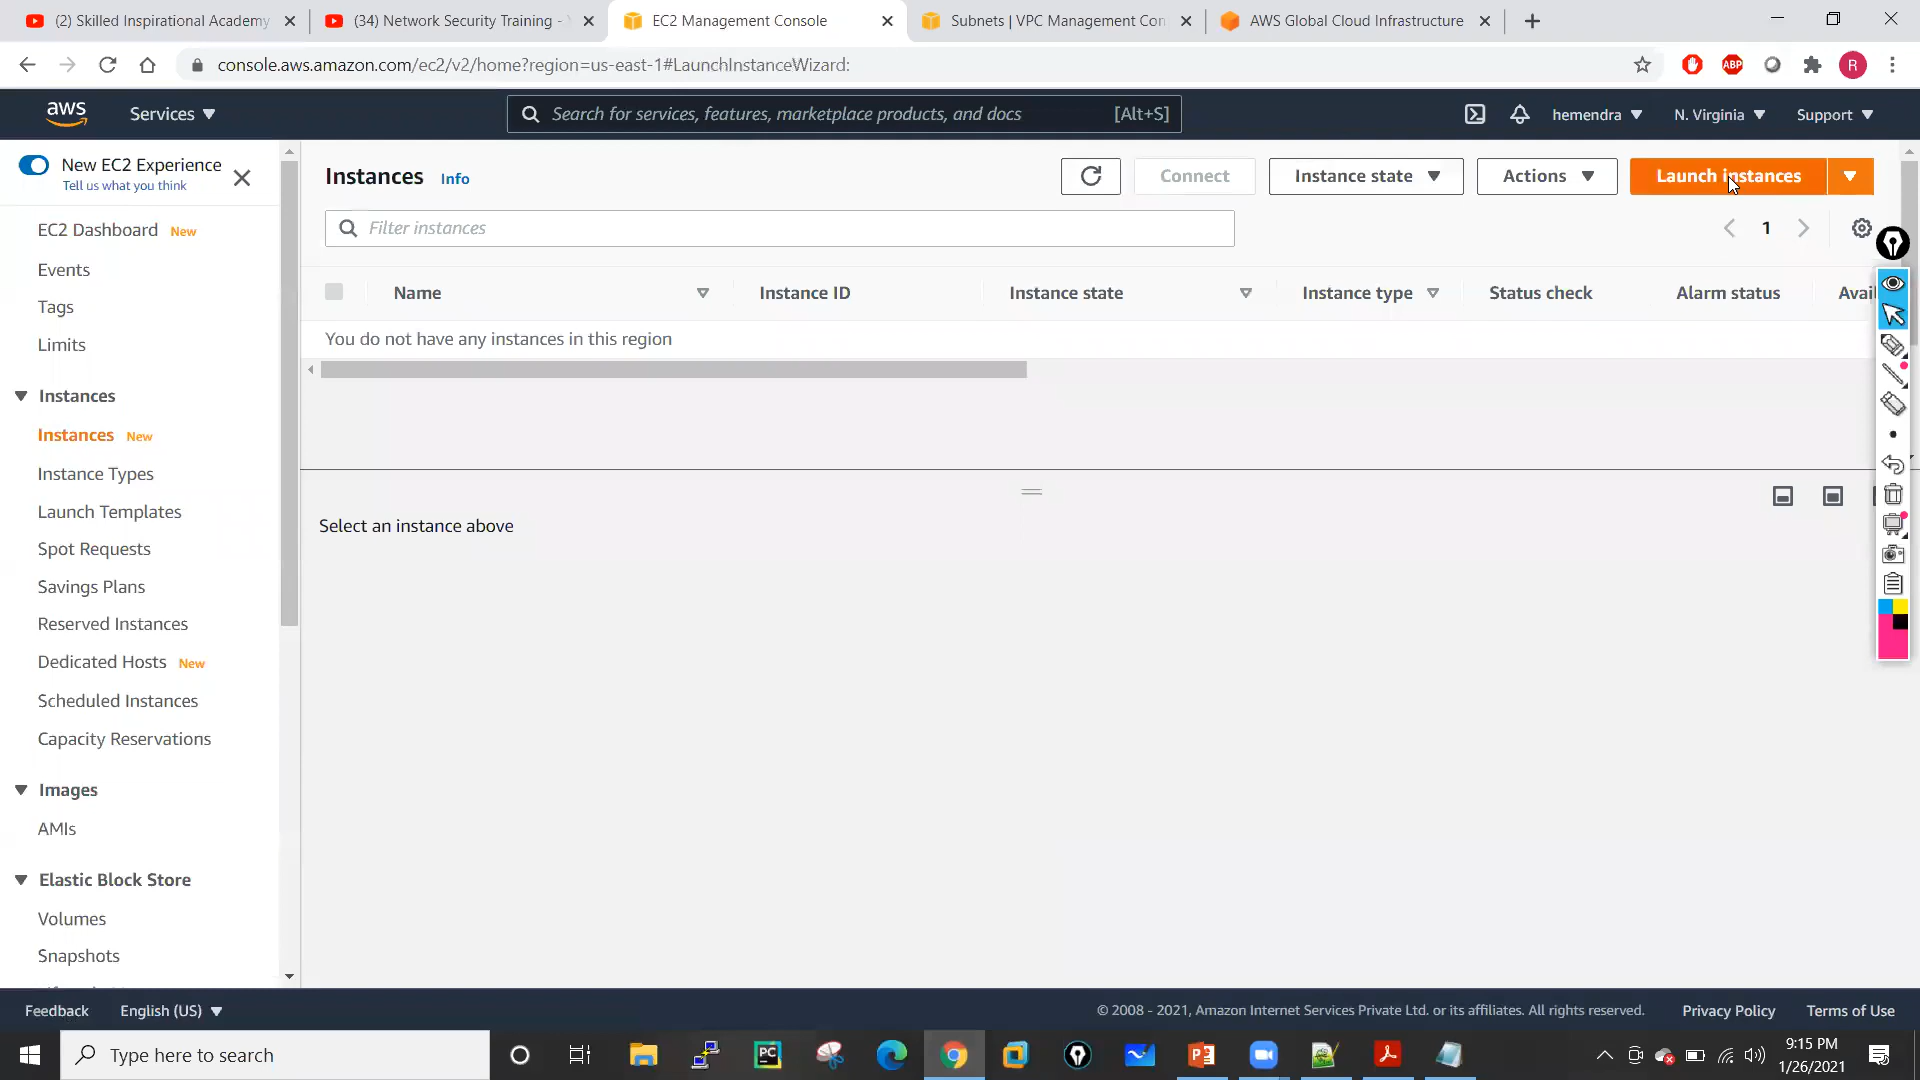 (2) Skilled Inspirational Academy
(34) Network Security Training -
EC2 Management Console
Subnets | VPC Management Con
AWS Global Cloud Infrastructure
console.aws.amazon.com/ec2/v2/home?region=us-east-1#LaunchInstanceWizard:
ABP
R
aws
Services
Search for services, features, marketplace products, and docs
[Alt+S]
hemendra
N. Virginia
Support
New EC2 Experience
Tell us what you think
Instances
Info
Connect
Instance state
Actions
Launch instances
Filter instances
1
EC2 Dashboard New
Events
Tags
Limits
Instances
Instances New
Instance Types
Launch Templates
Spot Requests
Savings Plans
Reserved Instances
Dedicated Hosts New
Scheduled Instances
Capacity Reservations
Images
AMIs
Elastic Block Store
Volumes
Snapshots
Name
Instance ID
Instance state
Instance type
Status check
Alarm status
Avail
You do not have any instances in this region
Select an instance above
Feedback
English (US)
© 2008 - 2021, Amazon Internet Services Private Ltd. or its affiliates. All rights reserved.
Privacy Policy
Terms of Use
Type here to search
PC
9:15 PM
1/26/2021